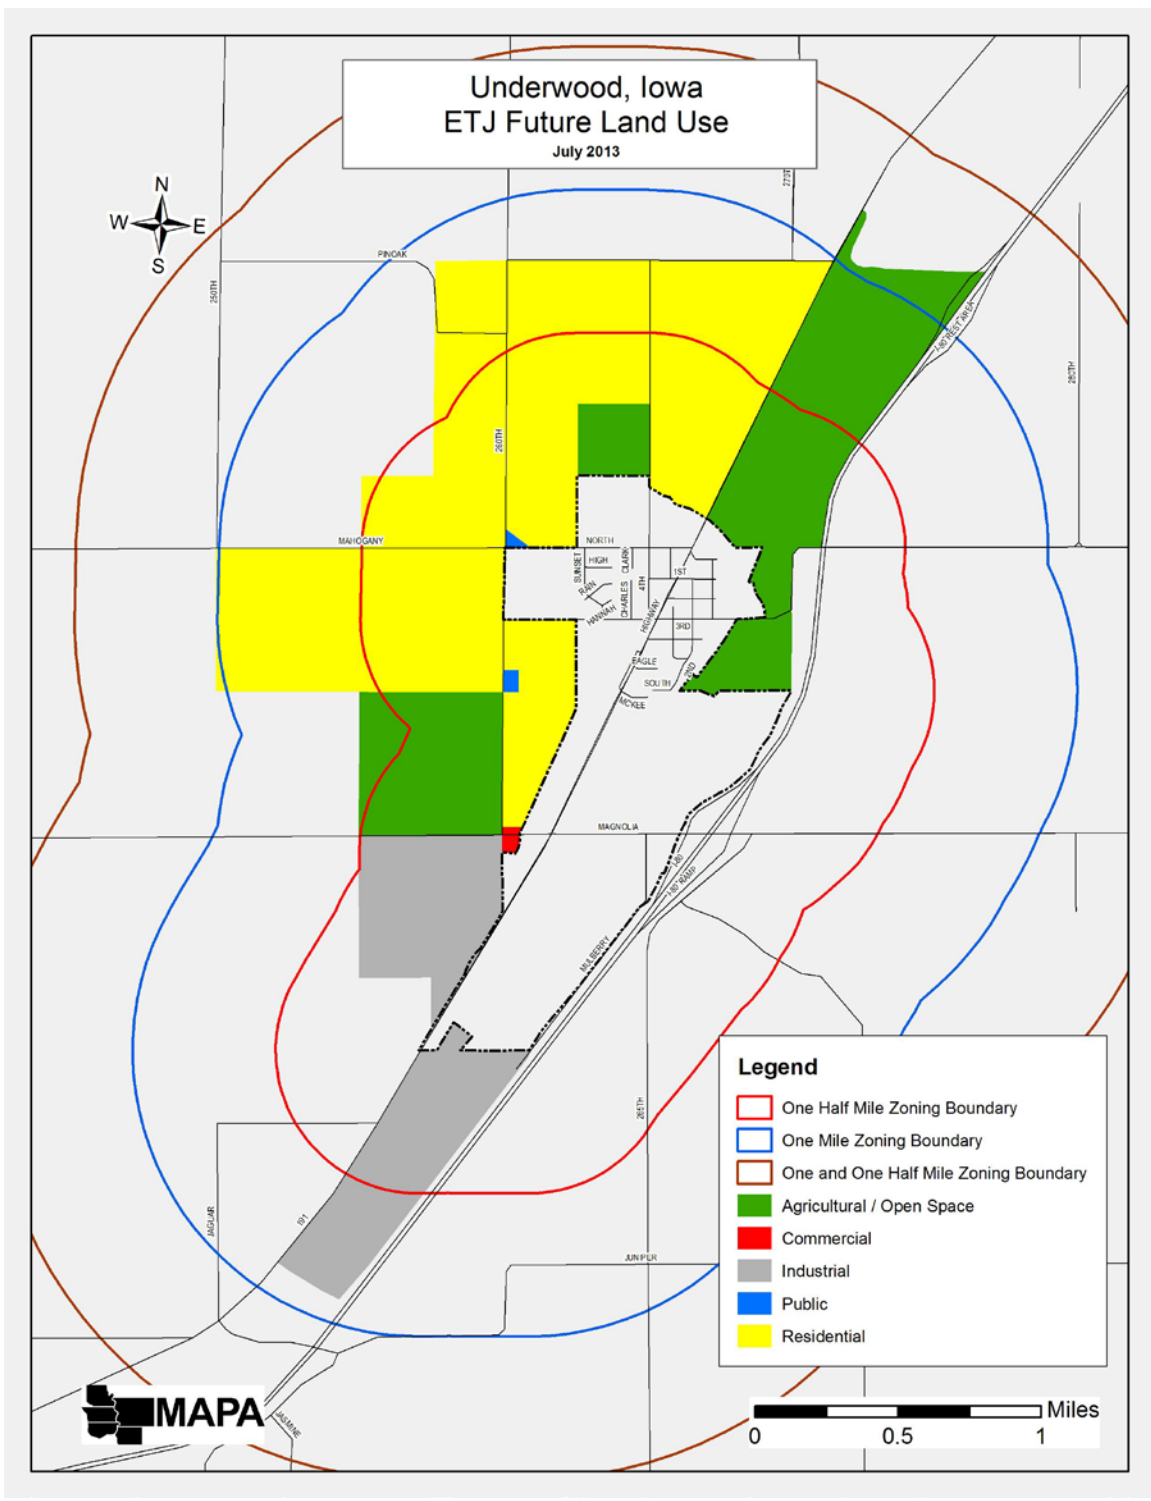 Underwood, Iowa
ETJ Future Land Use
July 2013
N
W
E
S
270TH
PINOAK
250TH
I-80 REST AREA
280TH
260TH
MAHOGANY
NORTH
SUNSET
HIGH
CLARK
1ST
RAIN
CHARLES
4TH
HANNAH
HIGHWAY
3RD
EAGLE
2ND
SOUTH
MCKEE
MAGNOLIA
I-80
I-80 RAMP
MULBERRY
265TH
JAGUAR
191
JUNIPER
JASMINE
Legend
One Half Mile Zoning Boundary
One Mile Zoning Boundary
One and One Half Mile Zoning Boundary
Agricultural / Open Space
Commercial
Industrial
Public
Residential
MAPA
Miles
0
0.5
1